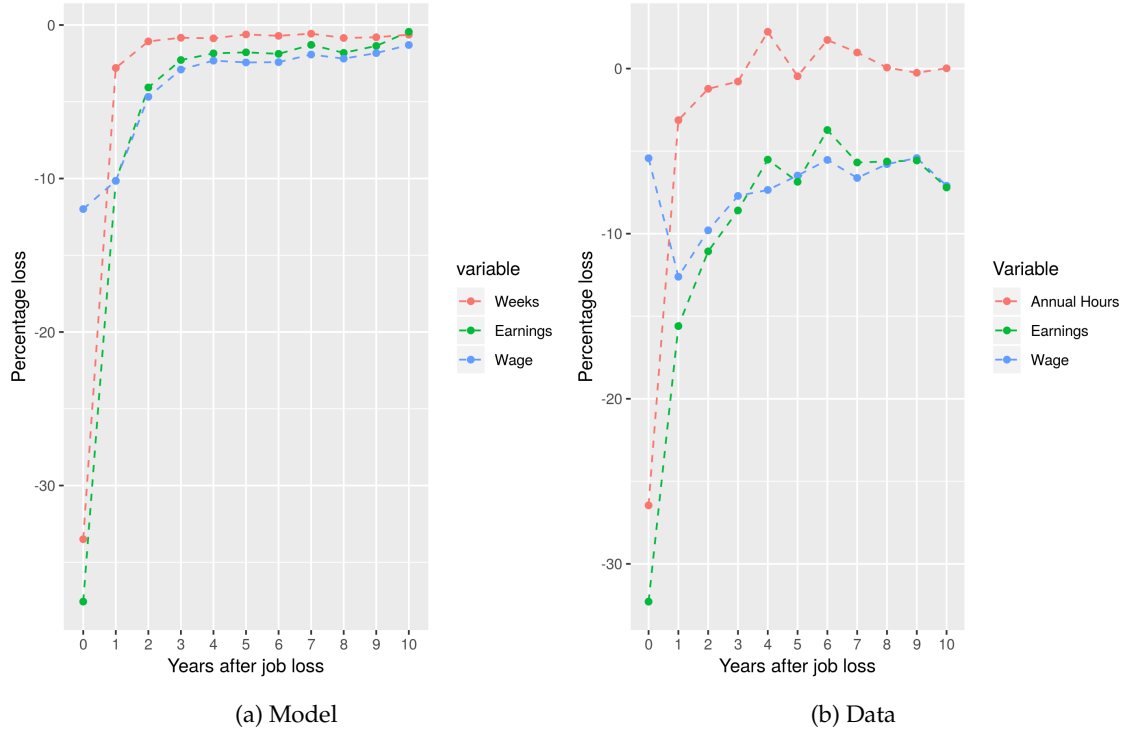 0
-10
-20
-30
Percentage loss
0 1 2 3 4 5 6 7 8 9 10
Years after job loss
variable
Weeks
Earnings
Wage
(a) Model
0
-10
-20
-30
Percentage loss
0 1 2 3 4 5 6 7 8 9 10
Years after job loss
Variable
Annual Hours
Earnings
Wage
(b) Data